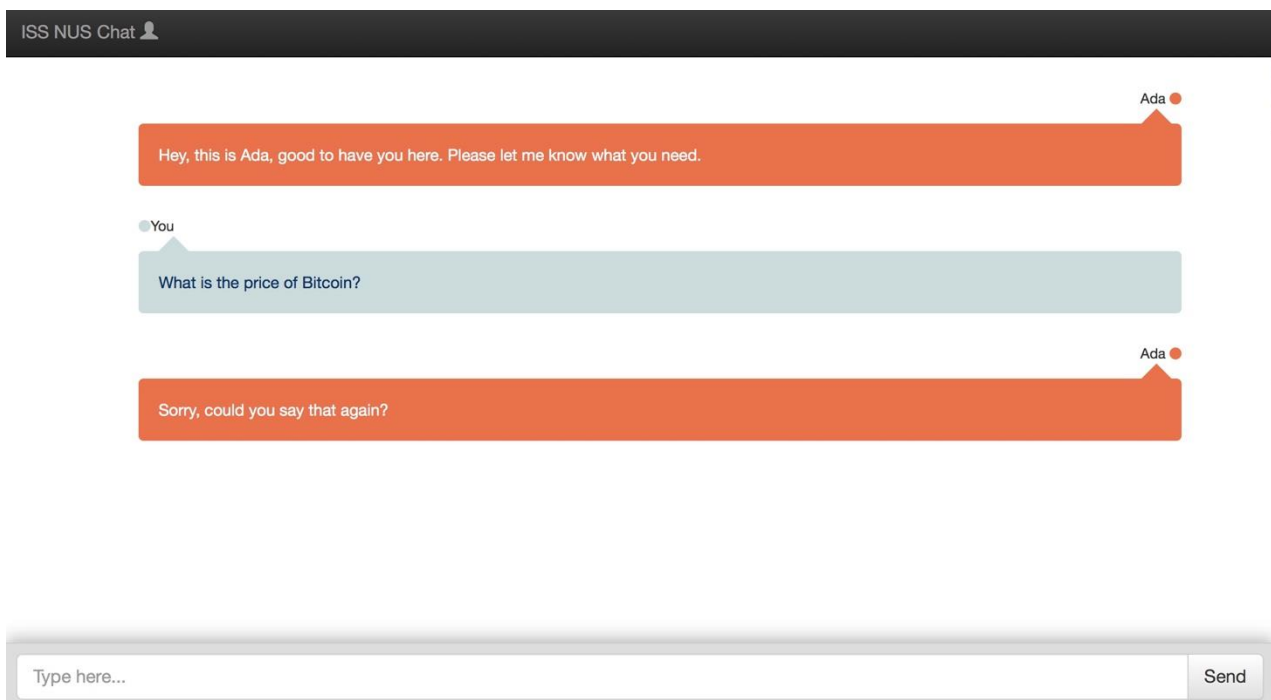 ISS NUS Chat
Ada
Hey, this is Ada, good to have you here. Please let me know what you need.
You
What is the price of Bitcoin?
Ada
Sorry, could you say that again?
Type here...
Send